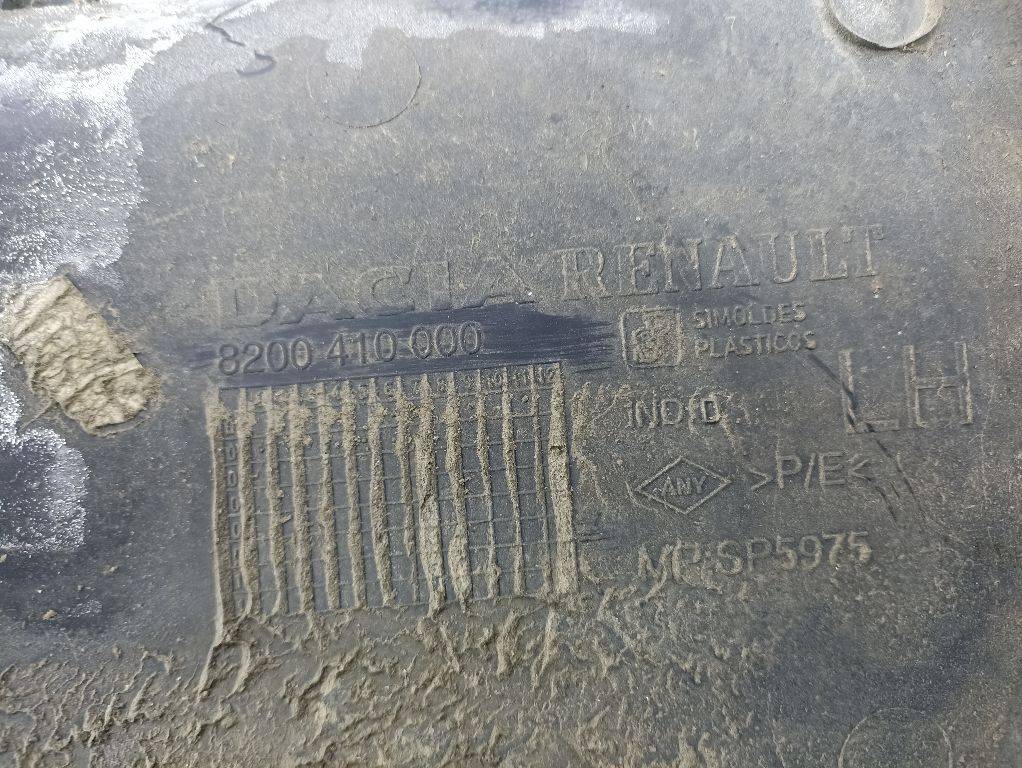 DACIA RENAULT
8200 410 000
SIMOLDES
PLASTICOS
LH
IND:D
ANY >P/E<
MP:SP5975